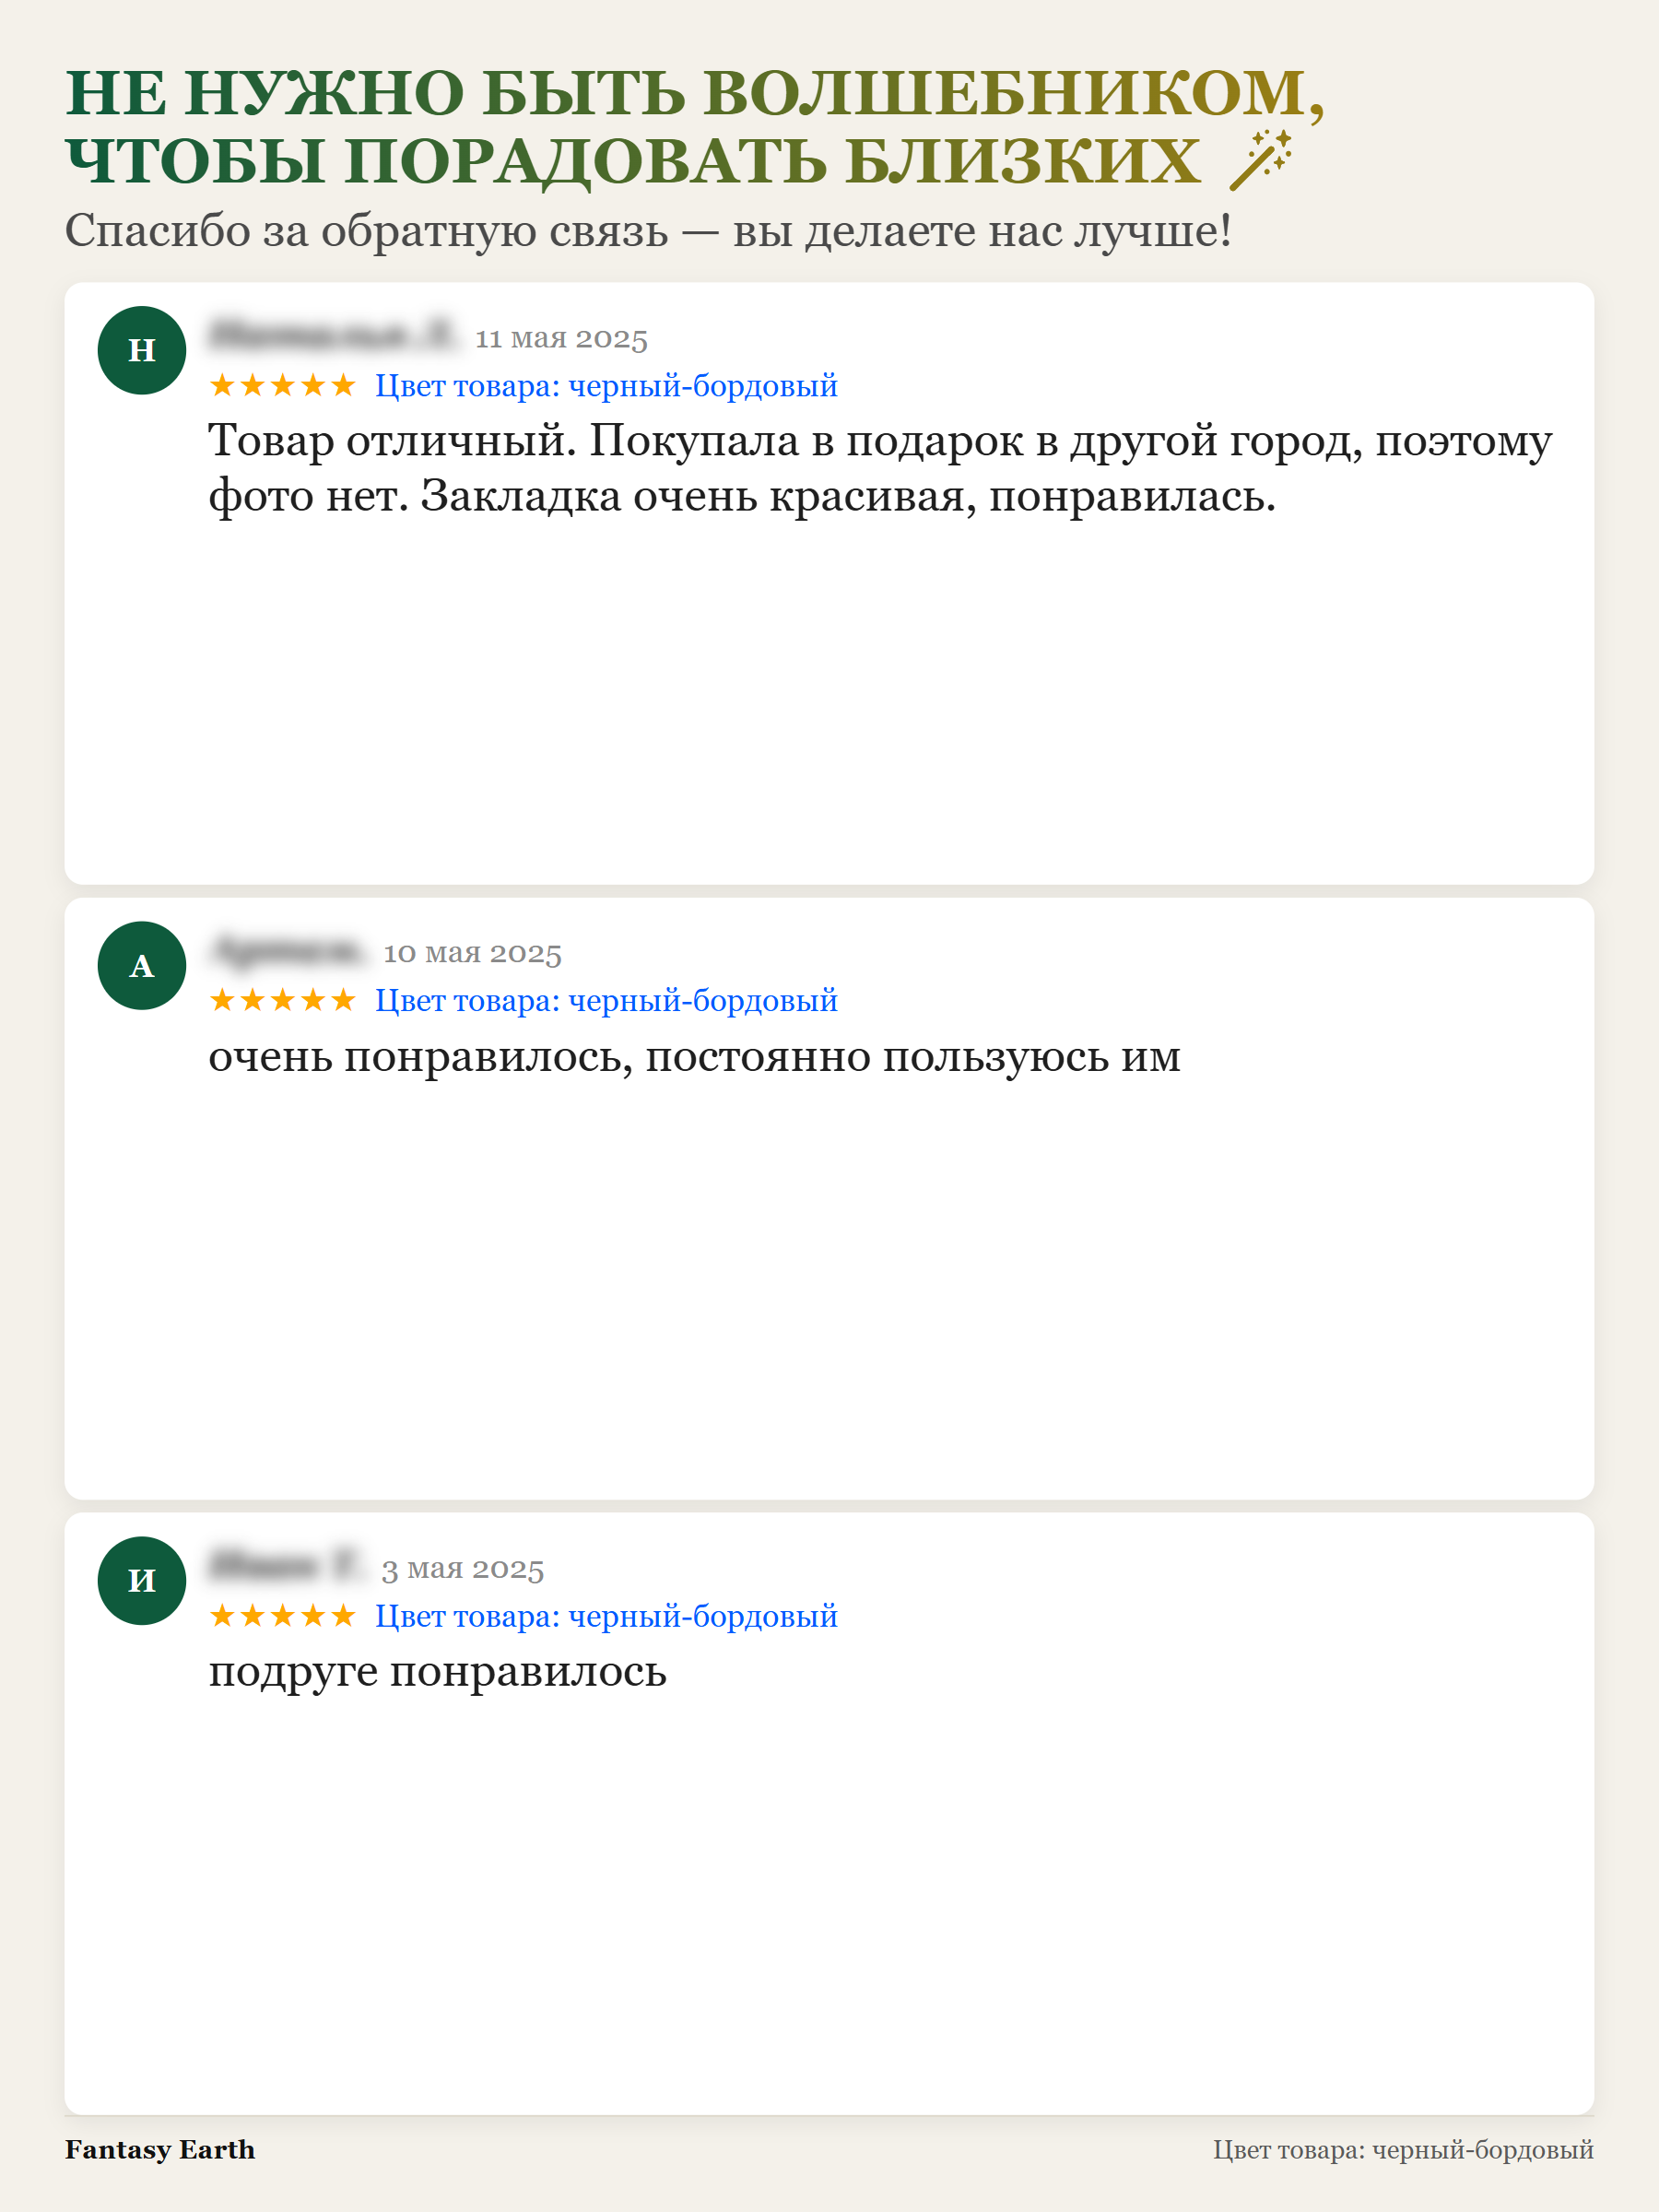 НЕ НУЖНО БЫТЬ ВОЛШЕБНИКОМ,
ЧТОБЫ ПОРАДОВАТЬ БЛИЗКИХ
Спасибо за обратную связь — вы делаете нас лучше!
Н
11 мая 2025
★★★★★ Цвет товара: черный-бордовый
Товар отличный. Покупала в подарок в другой город, поэтому
фото нет. Закладка очень красивая, понравилась.
А
10 мая 2025
★★★★★ Цвет товара: черный-бордовый
очень понравилось, постоянно пользуюсь им
И
3 мая 2025
★★★★★ Цвет товара: черный-бордовый
подруге понравилось
Fantasy Earth
Цвет товара: черный-бордовый